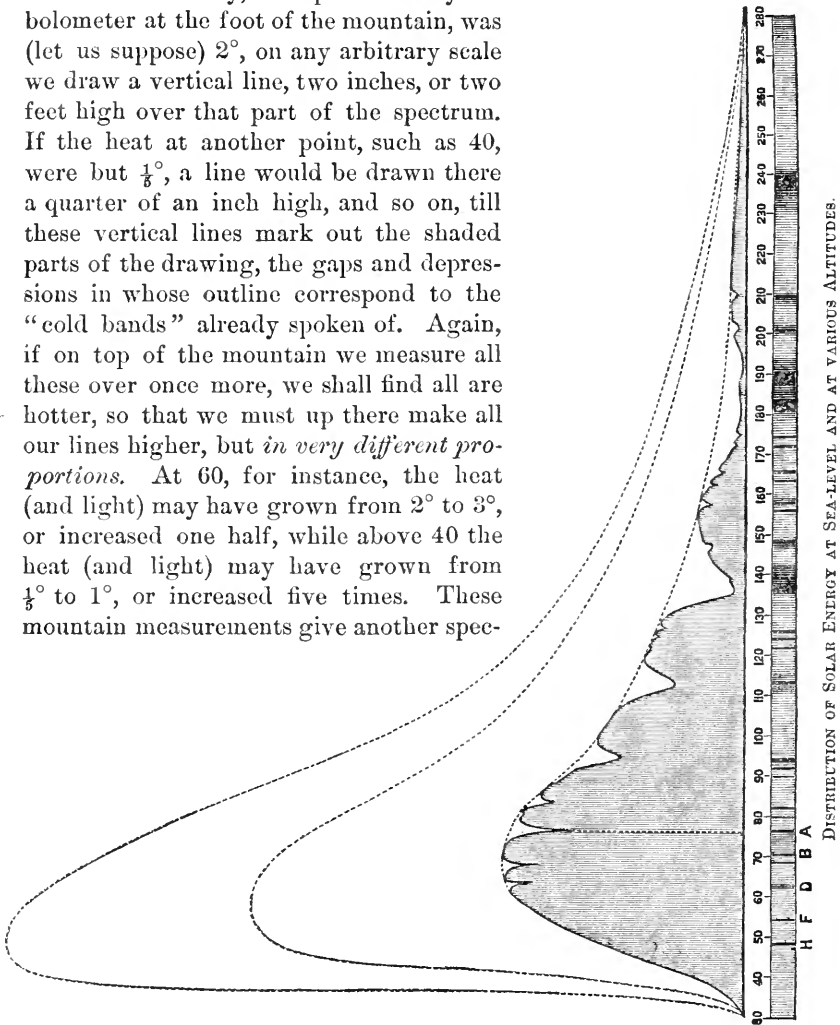 bolometer at the foot of the mountain, was
(let us suppose) 2°, on any arbitrary scale
we draw a vertical line, two inches, or two
feet high over that part of the spectrum.
If the heat at another point, such as 40,
were but ⅕°, a line would be drawn there
a quarter of an inch high, and so on, till
these vertical lines mark out the shaded
parts of the drawing, the gaps and depres-
sions in whose outline correspond to the
“cold bands” already spoken of. Again,
if on top of the mountain we measure all
these over once more, we shall find all are
hotter, so that we must up there make all
our lines higher, but in very different pro-
portions. At 60, for instance, the heat
(and light) may have grown from 2° to 3°,
or increased one half, while above 40 the
heat (and light) may have grown from
⅕° to 1°, or increased five times. These
mountain measurements give another spec-
30 40 50 60 70 80 90 100 110 120 130 140 150 160 170 180 190 200 210 220 230 240 250 260 270 280
H F D B A
DISTRIBUTION OF SOLAR ENERGY AT SEA-LEVEL AND AT VARIOUS ALTITUDES.